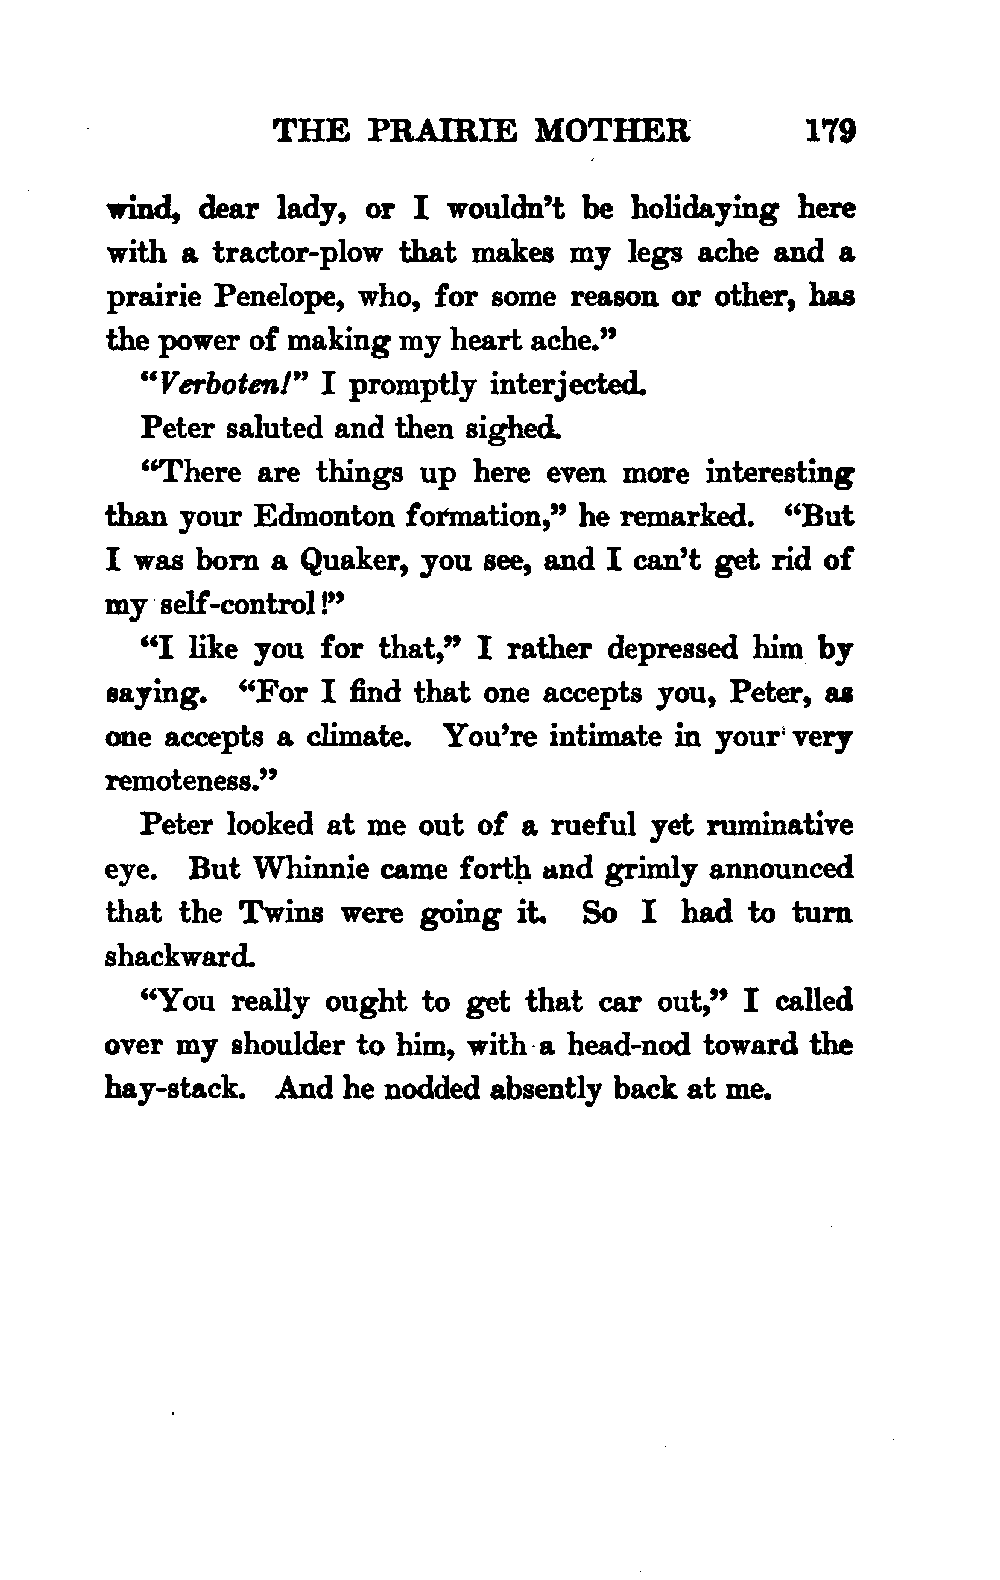 THE PRAIRIE MOTHER 179
wind, dear lady, or I wouldn't be holidaying here
with a tractor-plow that makes my legs ache and a
prairie Penelope, who, for some reason or other, has
the power of making my heart ache."
"Verboten!" I promptly interjected.
Peter saluted and then sighed.
"There are things up here even more interesting
than your Edmonton formation," he remarked. "But
I was born a Quaker, you see, and I can't get rid of
my self-control!"
"I like you for that," I rather depressed him by
saying. "For I find that one accepts you, Peter, as
one accepts a climate. You're intimate in your very
remoteness."
Peter looked at me out of a rueful yet ruminative
eye. But Whinnie came forth and grimly announced
that the Twins were going it. So I had to turn
shackward.
"You really ought to get that car out," I called
over my shoulder to him, with a head-nod toward the
hay-stack. And he nodded absently back at me.